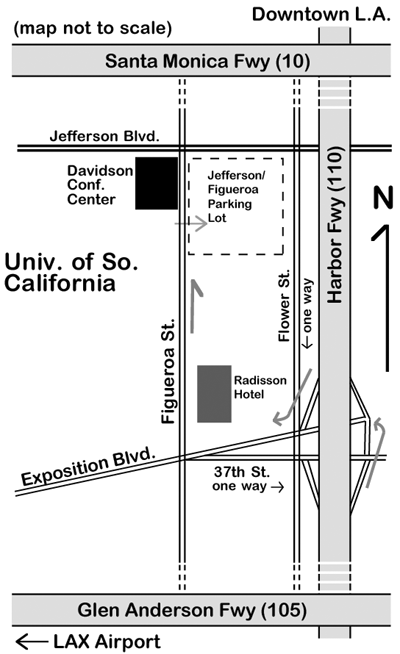 Downtown L.A.
(map not to scale)
Santa Monica Fwy (10)
Jefferson Blvd.
Davidson
Conf.
Center
Jefferson/
Figueroa
Parking
Lot
Harbor Fwy (110)
N
Univ. of So.
California
Figueroa St.
Flower St.
←one way
Radisson
Hotel
Exposition Blvd.
37th St.
one way→
Glen Anderson Fwy (105)
← LAX Airport